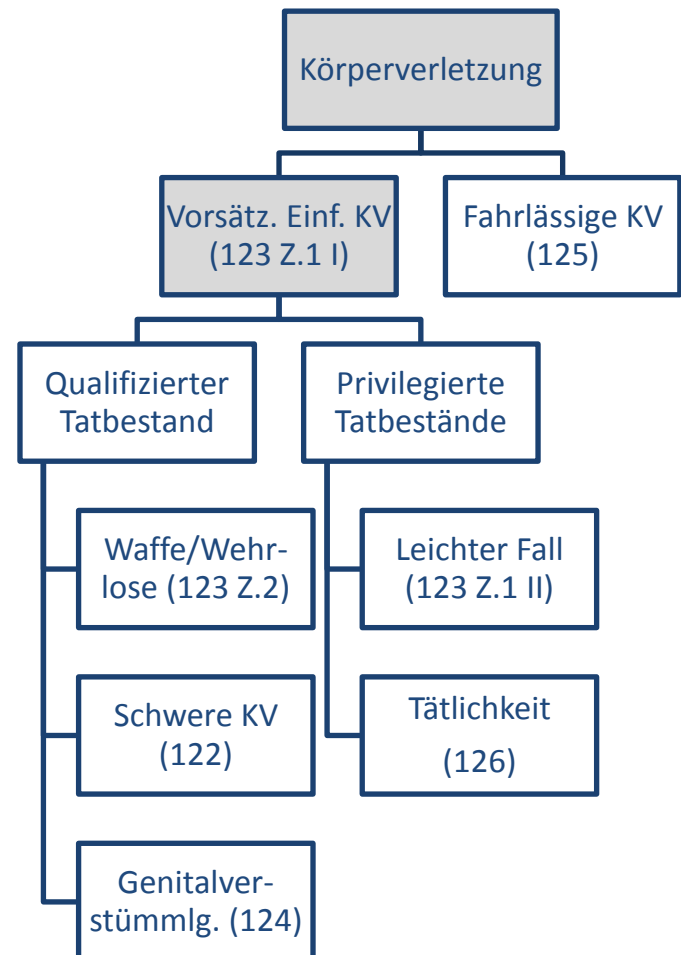 Körperverletzung
Vorsätz. Einf. KV
(123 Z.1 I)
Fahrlässige KV
(125)
Qualifizierter
Tatbestand
Privilegierte
Tatbestände
Waffe/Wehr-
lose (123 Z.2)
Leichter Fall
(123 Z.1 II)
Schwere KV
(122)
Tätlichkeit
(126)
Genitalver-
stümmlg. (124)